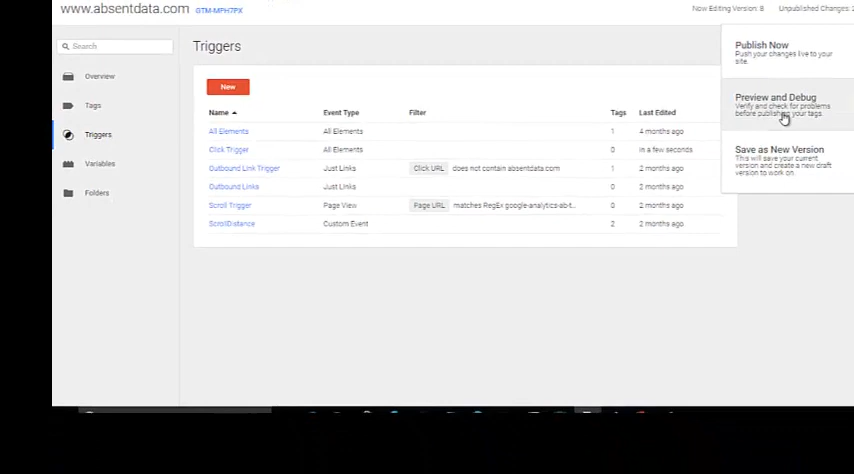 www.absentdata.com GTM-MPH7PX Now Editing Version: 8 Unpublished Changes: 2
Search
Triggers
Publish Now
Push your changes live to your
site.
Overview
New
Preview and Debug
Verify and check for problems
before publishing your tags.
Tags
Name Event Type Filter Tags Last Edited
Triggers
All Elements All Elements 1 4 months ago
Click Trigger All Elements 0 in a few seconds
Save as New Version
This will save your current
version and create a new draft
version to work on.
Variables
Outbound Link Trigger Just Links Click URL does not contain absentdata.com 1 2 months ago
Outbound Links Just Links 0 2 months ago
Folders
Scroll Trigger Page View Page URL matches RegEx google-analytics-ab-t... 0 2 months ago
ScrollDistance Custom Event 2 2 months ago